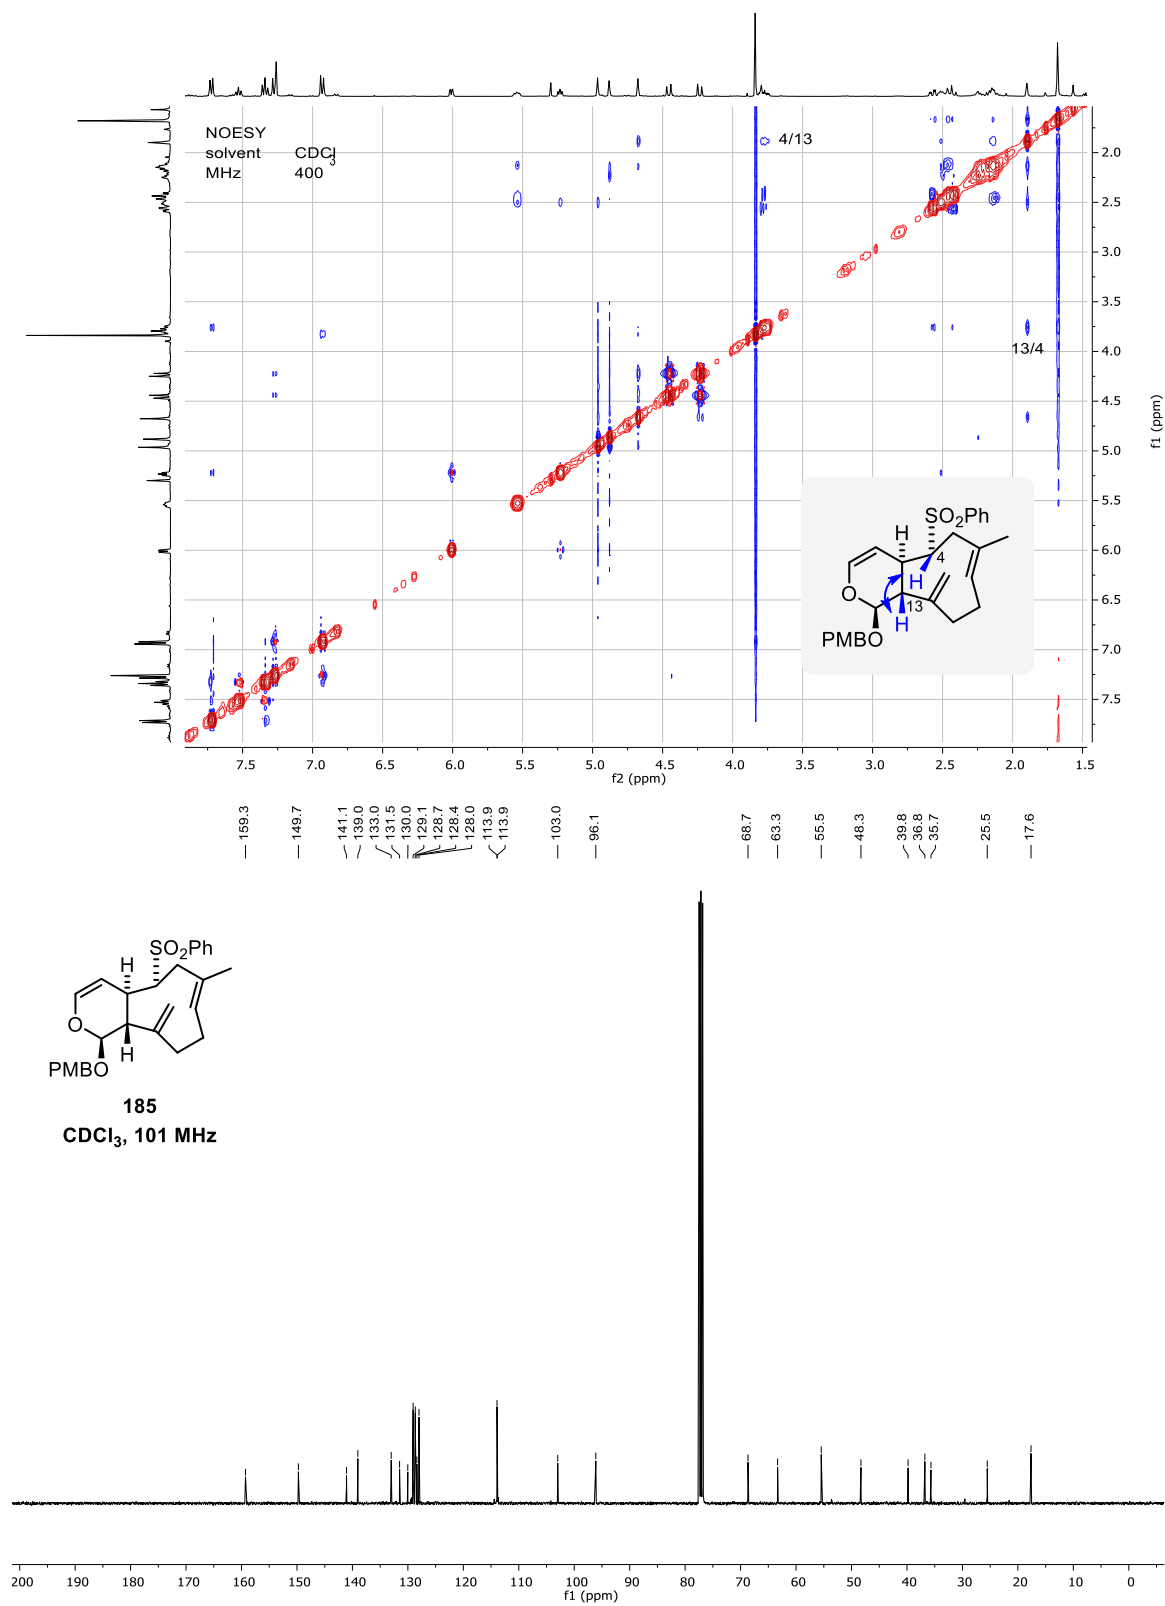 NOESY
solvent CDCl3
MHz 400
4/13
2.0
2.5
3.0
3.5
13/4
4.0
4.5
5.0
f1 (ppm)
5.5
6.0
6.5
7.0
7.5
SO2Ph
H
4
H
O
13
H
PMBO
7.5 7.0 6.5 6.0 5.5 5.0 4.5 4.0 3.5 3.0 2.5 2.0 1.5
f2 (ppm)
159.3
149.7
141.1
139.0
133.0
131.5
130.0
129.1
128.7
128.4
128.0
113.9
113.9
103.0
96.1
68.7
63.3
55.5
48.3
39.8
36.8
35.7
25.5
17.6
SO2Ph
H
O
H
PMBO
185
CDCl3, 101 MHz
200 190 180 170 160 150 140 130 120 110 100 90 80 70 60 50 40 30 20 10 0
f1 (ppm)